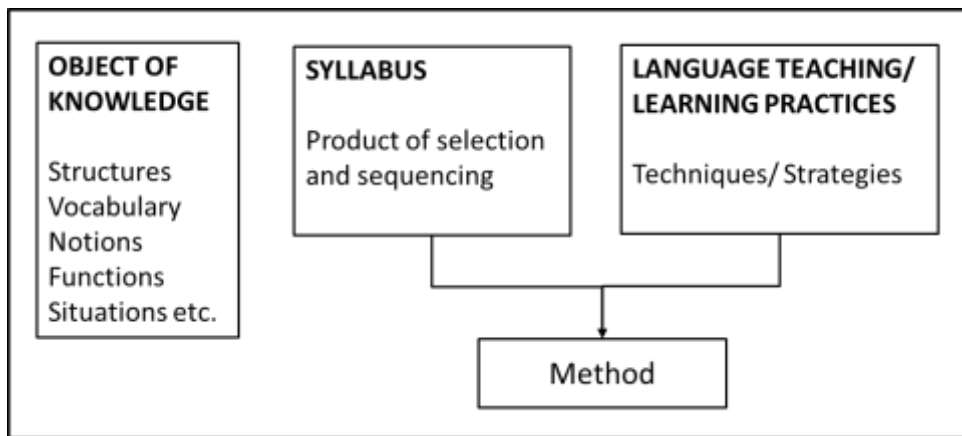 OBJECT OF
KNOWLEDGE
Structures
Vocabulary
Notions
Functions
Situations etc.
SYLLABUS
Product of selection
and sequencing
LANGUAGE TEACHING/
LEARNING PRACTICES
Techniques/ Strategies
Method